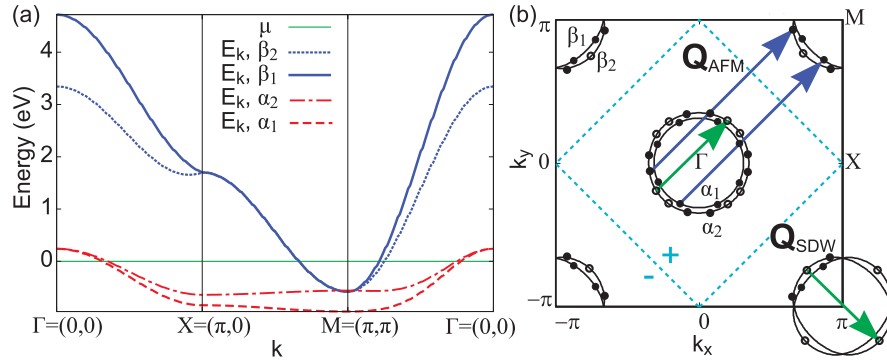 (a)
μ
E_k, β_2
E_k, β_1
E_k, α_2
E_k, α_1
Energy (eV)
4
3
2
1
0
Γ=(0,0) X=(π,0) M=(π,π) Γ=(0,0)
k
(b)
π
M
β_1
β_2
Q_AFM
k_y
0
Γ
X
α_1
α_2
Q_SDW
+
-
−π
−π 0 π
k_x